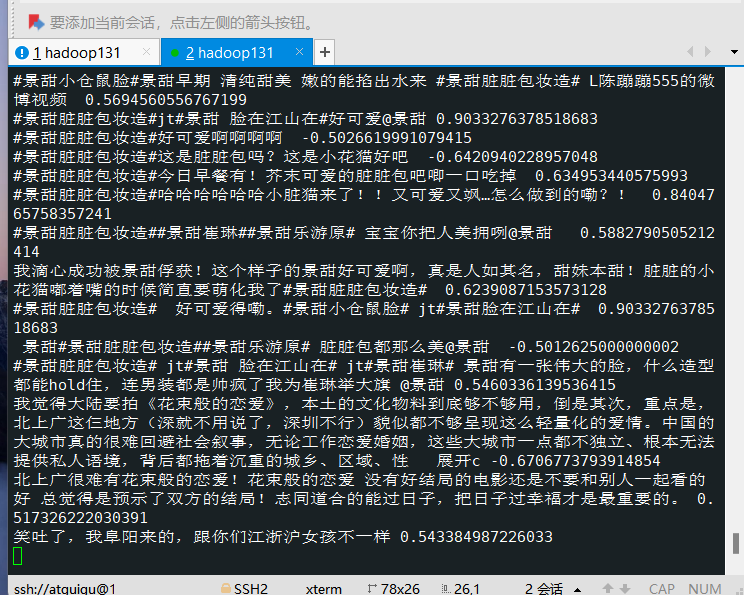 要添加当前会话，点击左侧的箭头按钮。
1 hadoop131
2 hadoop131
#景甜小仓鼠脸#景甜早期 清纯甜美 嫩的能掐出水来 #景甜脏脏包妆造# L陈蹦蹦555的微
博视频 0.5694560556767199
#景甜脏脏包妆造#jt#景甜 脸在江山在#好可爱@景甜 0.9033276378518683
#景甜脏脏包妆造#好可爱啊啊啊啊 -0.5026619991079415
#景甜脏脏包妆造#这是脏脏包吗？这是小花猫好吧 -0.6420940228957048
#景甜脏脏包妆造#今日早餐有！芥末可爱的脏脏包吧唧一口吃掉 0.634953440575993
#景甜脏脏包妆造#哈哈哈哈哈哈小脏猫来了！！又可爱又飒…怎么做到的嘞？！ 0.84047
65758357241
#景甜脏脏包妆造##景甜崔琳##景甜乐游原# 宝宝你把人美拥咧@景甜 0.5882790505212
414
我滴心成功被景甜俘获！这个样子的景甜好可爱啊，真是人如其名，甜妹本甜！脏脏的小
花猫嘟着嘴的时候简直要萌化我了#景甜脏脏包妆造# 0.6239087153573128
#景甜脏脏包妆造# 好可爱得嘞。#景甜小仓鼠脸# jt#景甜脸在江山在# 0.90332763785
18683
景甜#景甜脏脏包妆造##景甜乐游原# 脏脏包都那么美@景甜 -0.5012625000000002
#景甜脏脏包妆造# jt#景甜 脸在江山在# jt#景甜崔琳# 景甜有一张伟大的脸，什么造型
都能hold住，连男装都是帅疯了我为崔琳举大旗 @景甜 0.5460336139536415
我觉得大陆要拍《花束般的恋爱》，本土的文化物料到底够不够用，倒是其次，重点是，
北上广这仨地方（深就不用说了，深圳不行）貌似都不够呈现这么轻量化的爱情。中国的
大城市真的很难回避社会叙事，无论工作恋爱婚姻，这些大城市一点都不独立、根本无法
提供私人语境，背后都拖着沉重的城乡、区域、性 展开c -0.6706773793914854
北上广很难有花束般的恋爱！花束般的恋爱 没有好结局的电影还是不要和别人一起看的
好 总觉得是预示了双方的结局！志同道合的能过日子，把日子过幸福才是最重要的。 0.
517326222030391
笑吐了，我阜阳来的，跟你们江浙沪女孩不一样 0.543384987226033
ssh://atguigu@1 SSH2 xterm 78x26 26,1 2 会话 CAP NUM